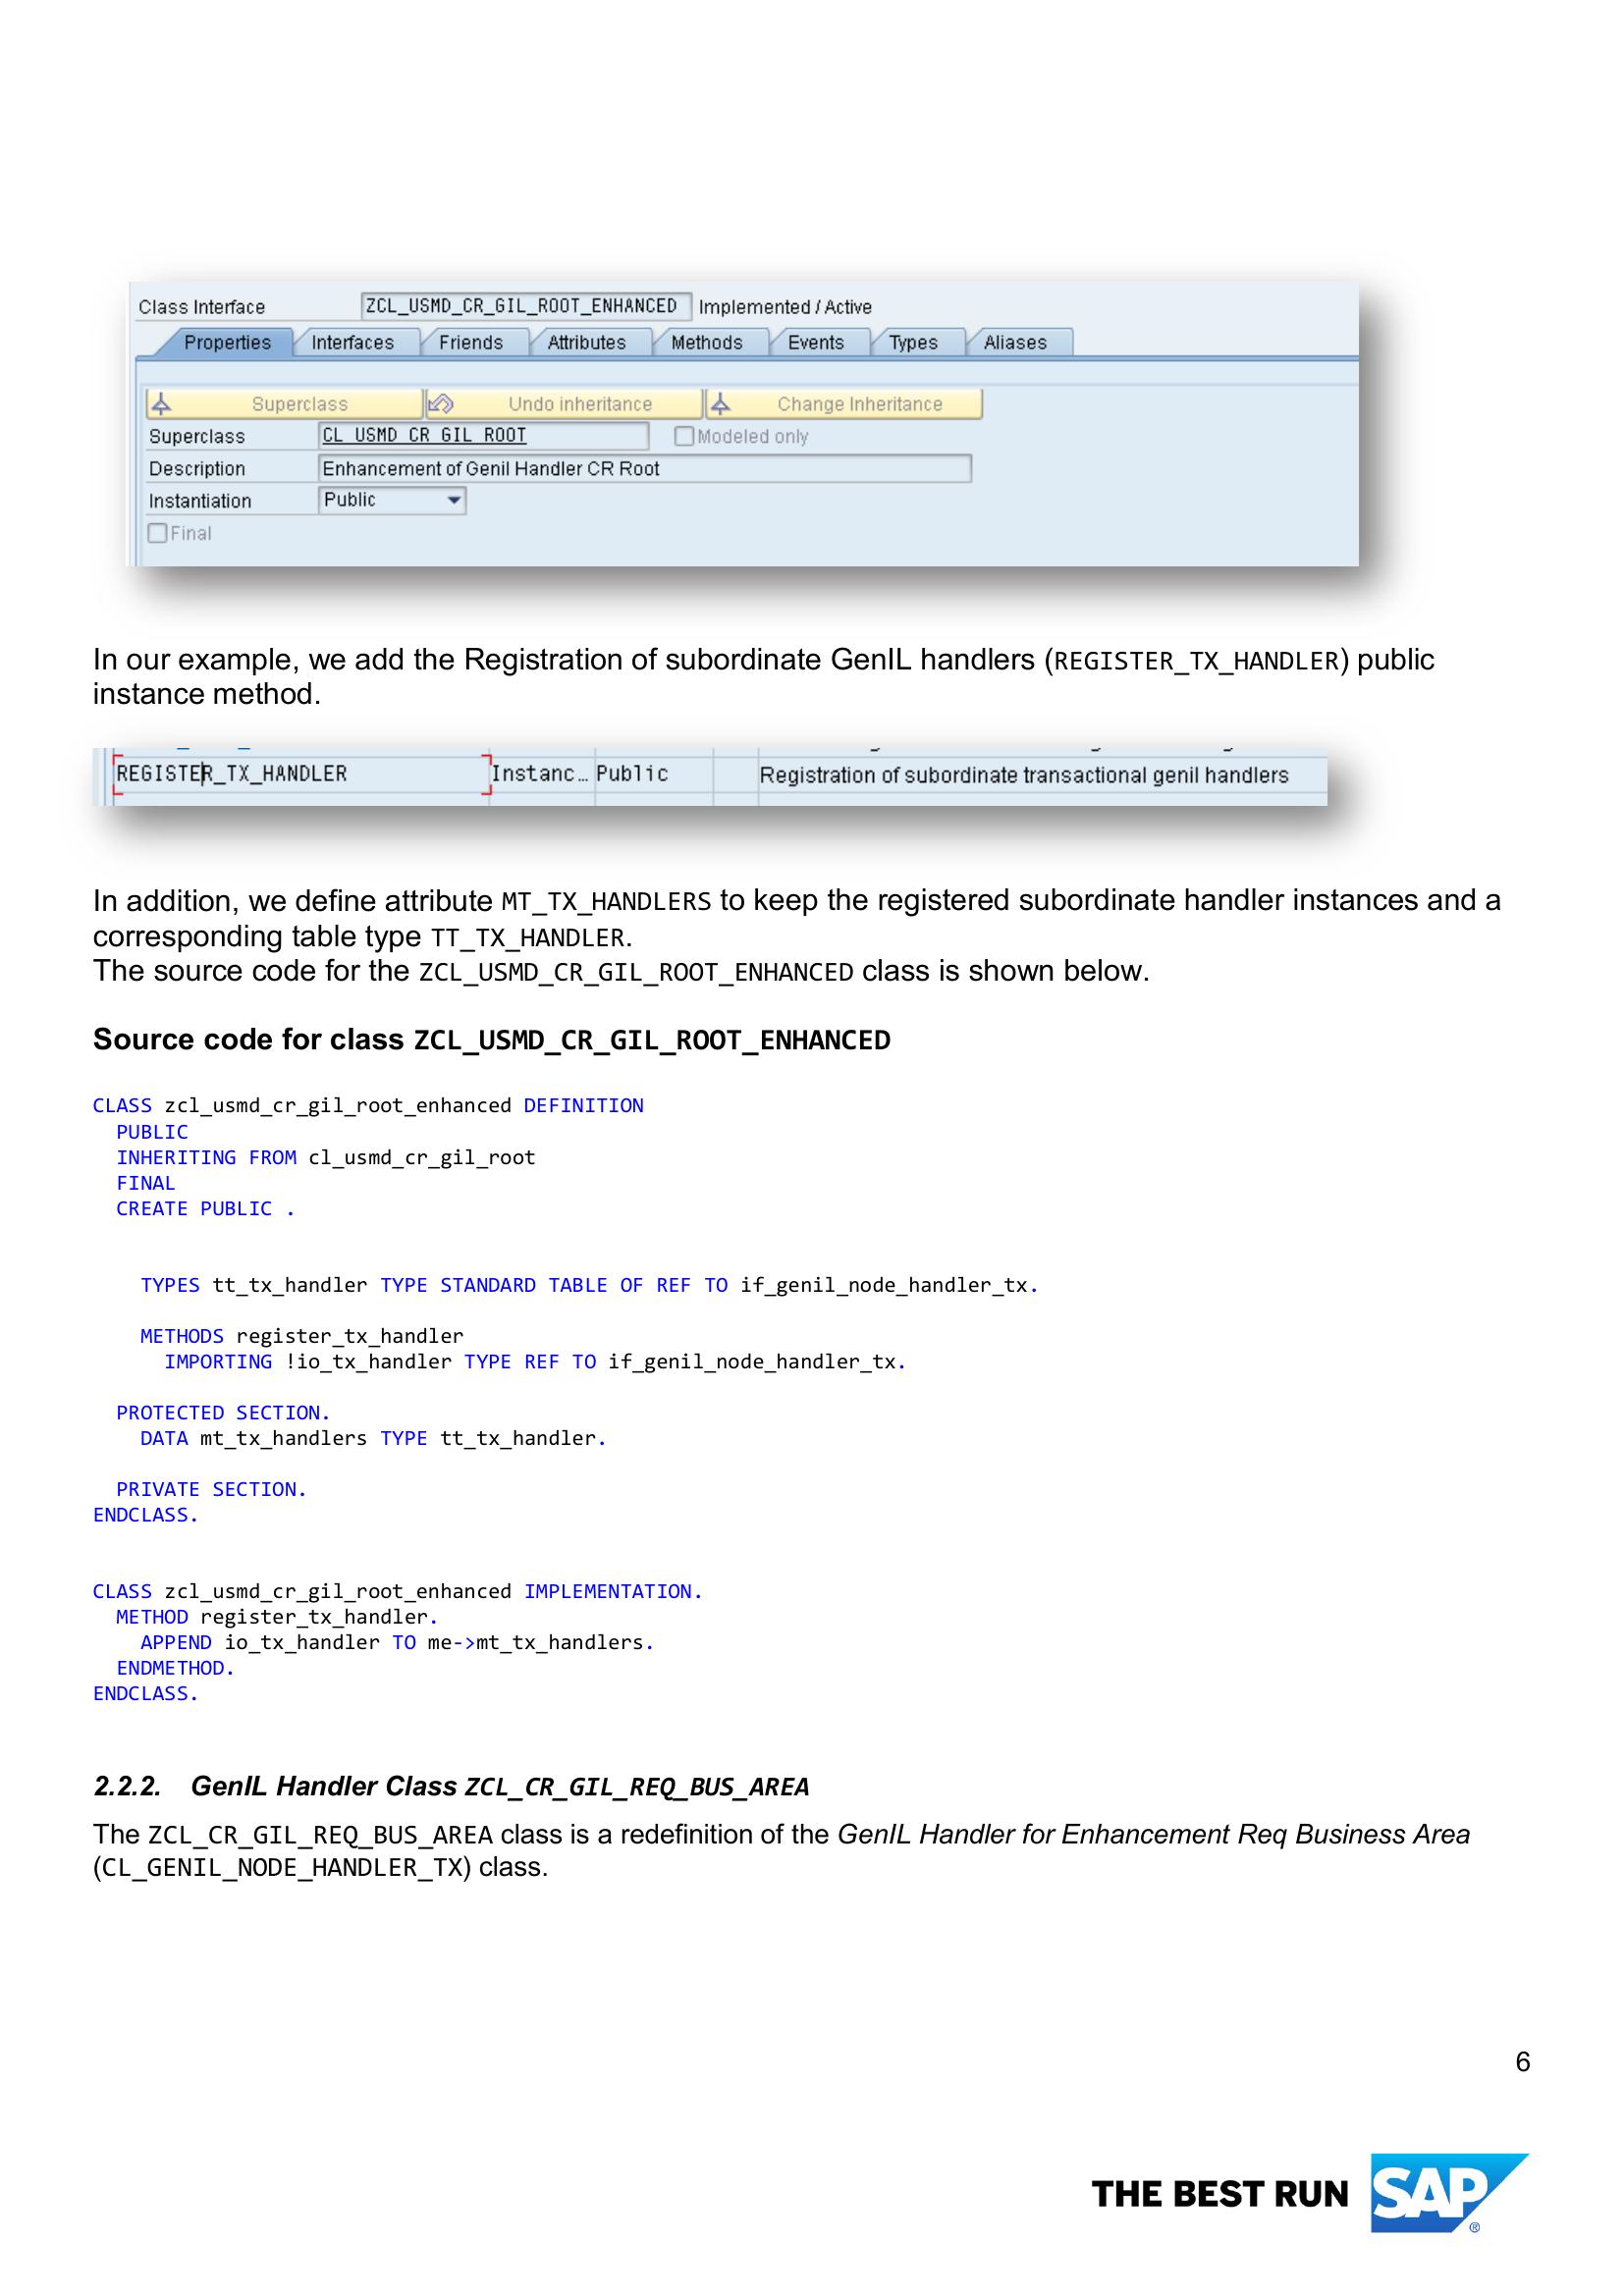 Class Interface ZCL_USMD_CR_GIL_ROOT_ENHANCED Implemented / Active
Properties Interfaces Friends Attributes Methods Events Types Aliases
Superclass Undo inheritance Change Inheritance
Superclass CL_USMD_CR_GIL_ROOT Modeled only
Description Enhancement of Genil Handler CR Root
Instantiation Public
Final
In our example, we add the Registration of subordinate GenIL handlers (REGISTER_TX_HANDLER) public
instance method.
REGISTER_TX_HANDLER Instanc... Public Registration of subordinate transactional genil handlers
In addition, we define attribute MT_TX_HANDLERS to keep the registered subordinate handler instances and a
corresponding table type TT_TX_HANDLER.
The source code for the ZCL_USMD_CR_GIL_ROOT_ENHANCED class is shown below.
Source code for class ZCL_USMD_CR_GIL_ROOT_ENHANCED
CLASS zcl_usmd_cr_gil_root_enhanced DEFINITION
PUBLIC
INHERITING FROM cl_usmd_cr_gil_root
FINAL
CREATE PUBLIC .
TYPES tt_tx_handler TYPE STANDARD TABLE OF REF TO if_genil_node_handler_tx.
METHODS register_tx_handler
IMPORTING !io_tx_handler TYPE REF TO if_genil_node_handler_tx.
PROTECTED SECTION.
DATA mt_tx_handlers TYPE tt_tx_handler.
PRIVATE SECTION.
ENDCLASS.
CLASS zcl_usmd_cr_gil_root_enhanced IMPLEMENTATION.
METHOD register_tx_handler.
APPEND io_tx_handler TO me->mt_tx_handlers.
ENDMETHOD.
ENDCLASS.
2.2.2. GenIL Handler Class ZCL_CR_GIL_REQ_BUS_AREA
The ZCL_CR_GIL_REQ_BUS_AREA class is a redefinition of the GenIL Handler for Enhancement Req Business Area
(CL_GENIL_NODE_HANDLER_TX) class.
6
THE BEST RUN SAP ®